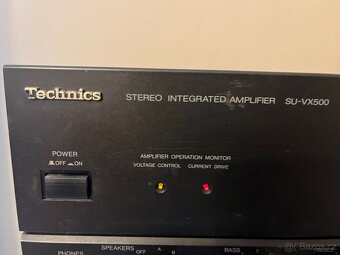 Technics
STEREO INTEGRATED AMPLIFIER SU-VX500
POWER
OFF ON
AMPLIFIER OPERATION MONITOR
VOLTAGE CONTROL CURRENT DRIVE
PHONES
SPEAKERS
OFF A B
BASS